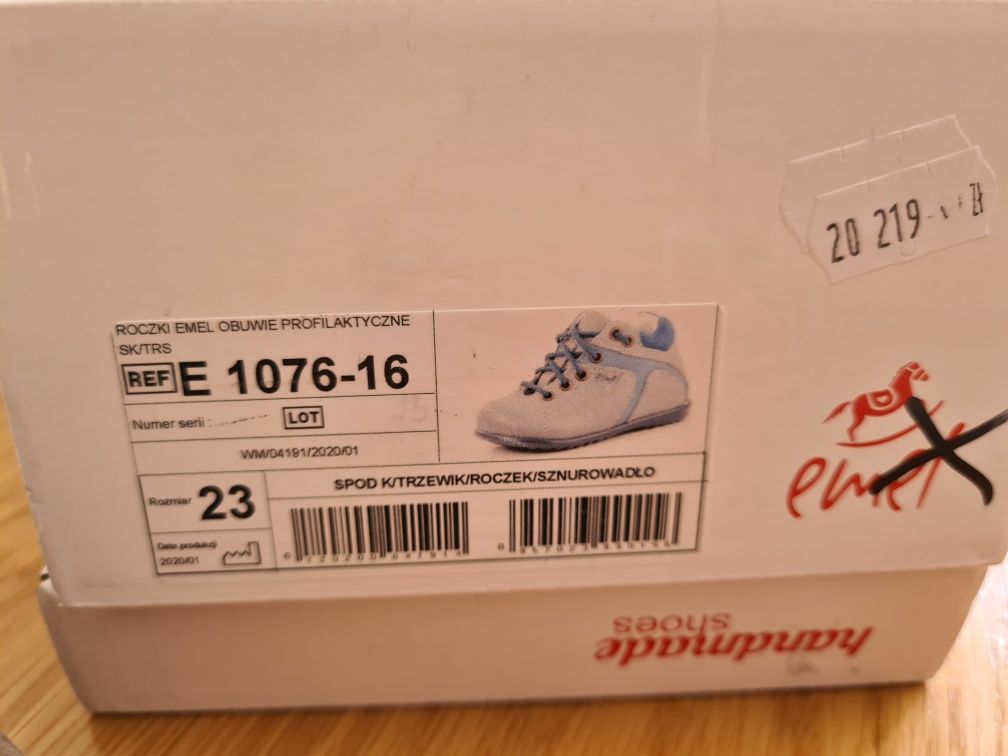 20 219
zł
ROCZKI EMEL OBUWIE PROFILAKTYCZNE
SK/TRS
REF E 1076-16
Numer serii : LOT
WM/04191/2020/01
SPOD K/TRZEWIK/ROCZEK/SZNUROWADŁO
Rozmiar 23
Data produkcji
2020/01
emel
handmade
shoes